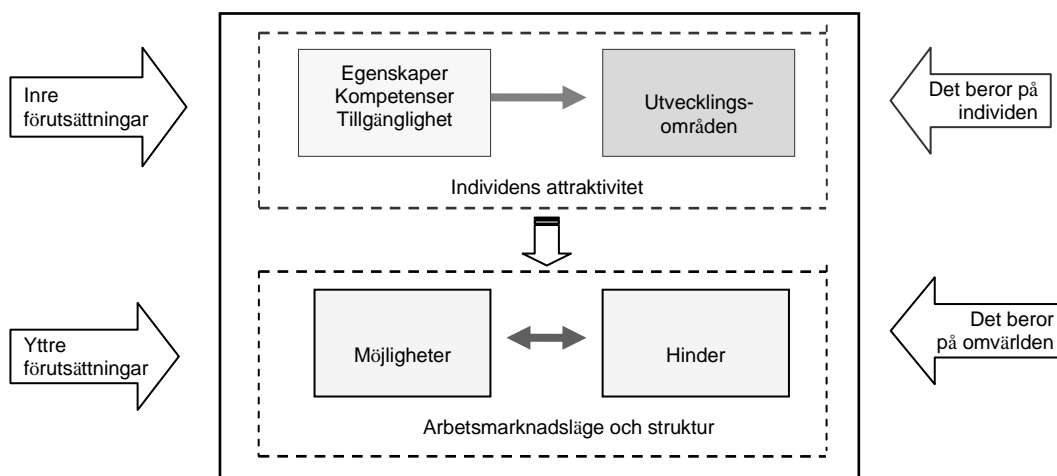 Inre
förutsättningar
Egenskaper
Kompetenser
Tillgänglighet
Utvecklings-
områden
Individens attraktivitet
Det beror på
individen
Yttre
förutsättningar
Möjligheter
Hinder
Arbetsmarknadsläge och struktur
Det beror
på omvärlden